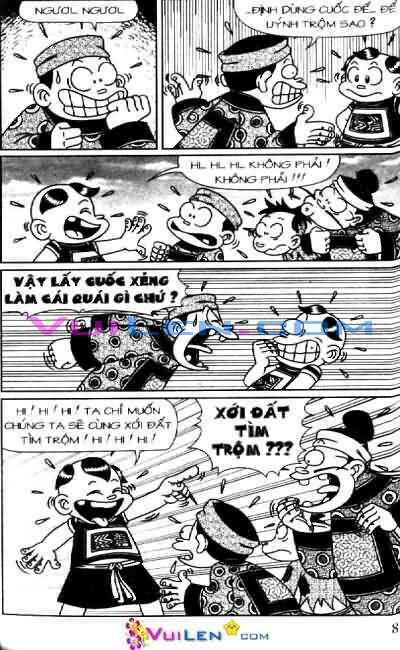 NGƯƠI, NGƯƠI,
...ĐỊNH DÙNG CUỐC ĐỂ... ĐỂ
UÝNH TRỘM SAO ?
HI, HI, HI, KHÔNG PHẢI !
KHÔNG PHẢI !!!
VẬY LẤY CUỐC XẺNG
LÀM CÁI QUÁI GÌ CHỨ ?
VUILEN.COM
HI ! HI ! HI ! TA CHỈ MUỐN
CHÚNG TA SẼ CÙNG XỚI ĐẤT
TÌM TRỘM ! HI ! HI ! HI !
XỚI ĐẤT
TÌM
TRỘM ???
8
VUILEN.COM